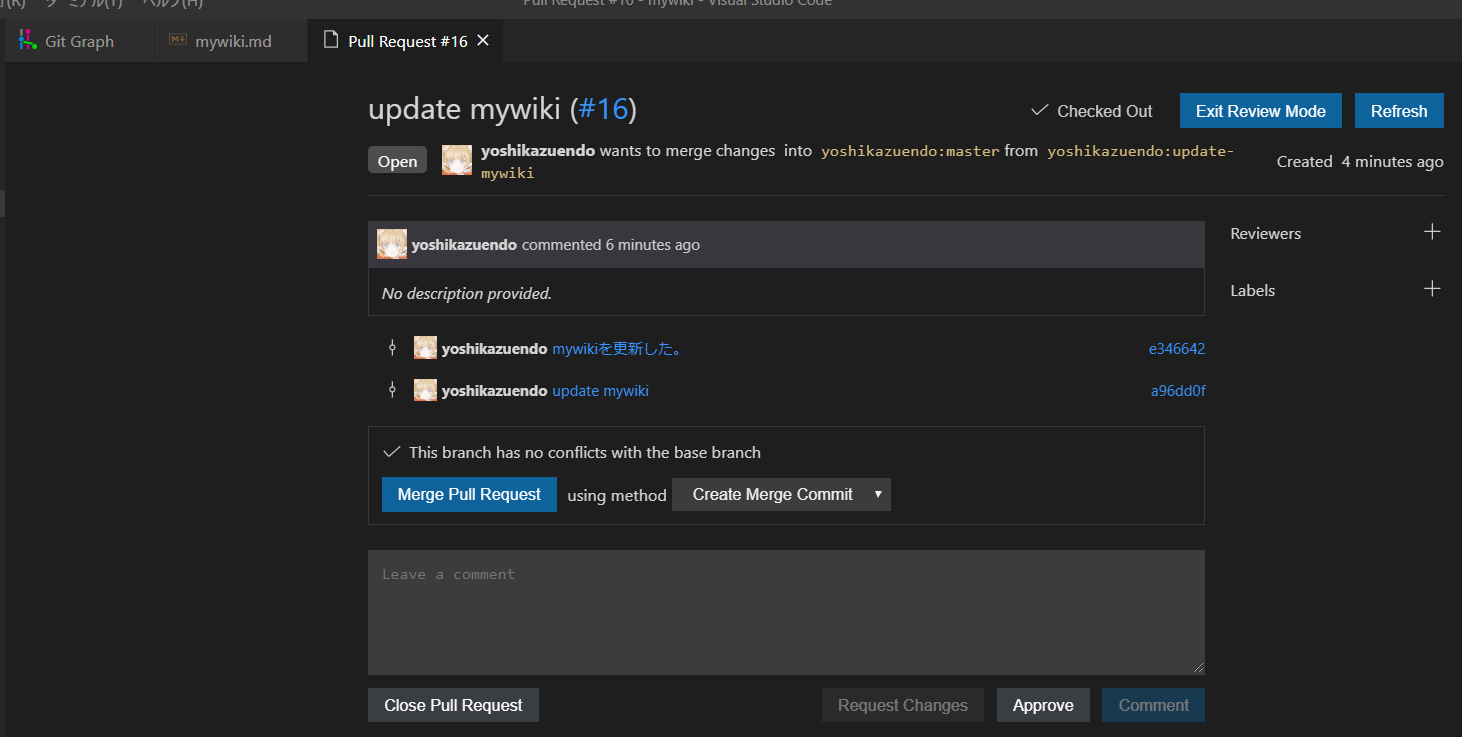 ヘルプ(H)
Pull Request #16 - mywiki - Visual Studio Code
Git Graph
mywiki.md
Pull Request #16
update mywiki (#16)
Checked Out
Exit Review Mode
Refresh
Open
yoshikazuendo wants to merge changes into yoshikazuendo:master from yoshikazuendo:update-
mywiki
Created 4 minutes ago
yoshikazuendo commented 6 minutes ago
Reviewers
No description provided.
Labels
yoshikazuendo mywikiを更新した。
e346642
yoshikazuendo update mywiki
a96dd0f
This branch has no conflicts with the base branch
Merge Pull Request
using method
Create Merge Commit
Leave a comment
Close Pull Request
Request Changes
Approve
Comment